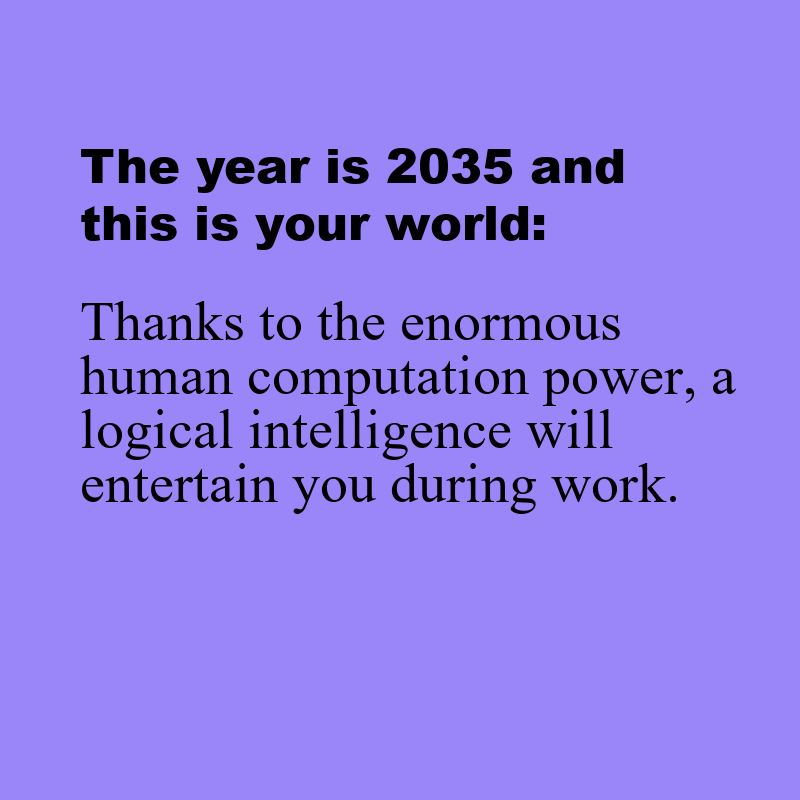 The year is 2035 and
this is your world:
Thanks to the enormous
human computation power, a
logical intelligence will
entertain you during work.